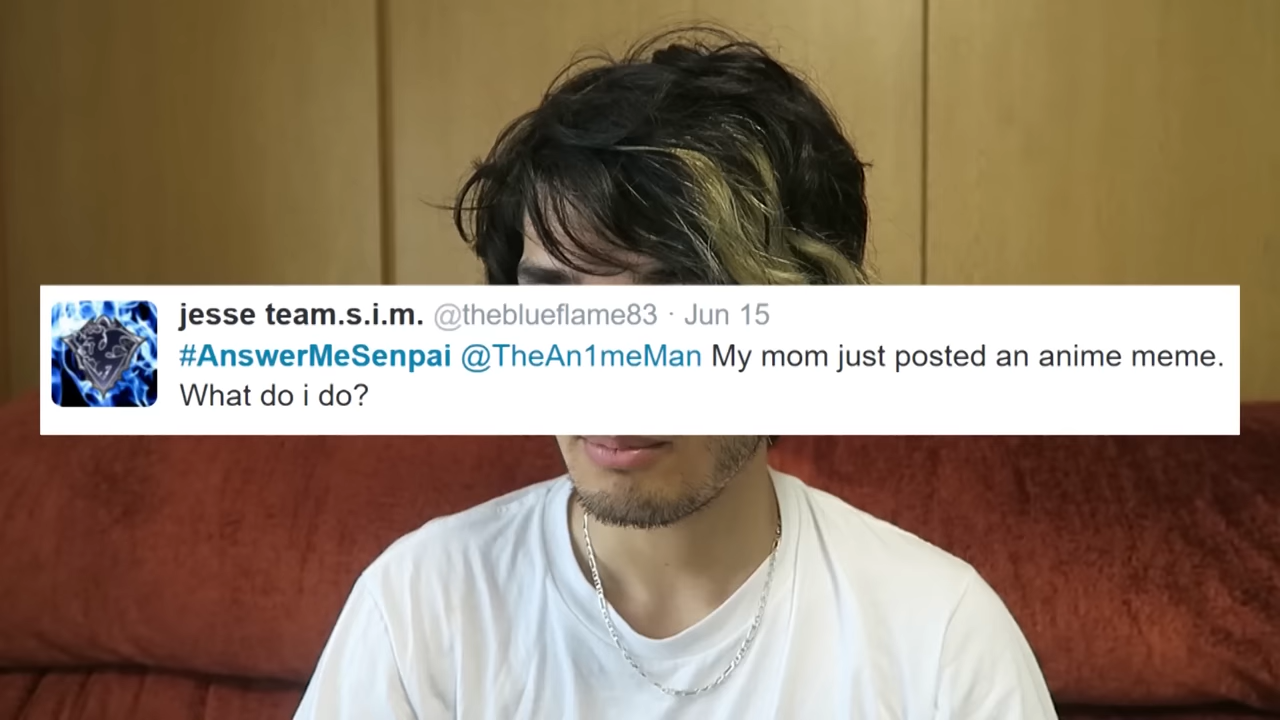 jesse team.s.i.m. @theblueflame83 · Jun 15
#AnswerMeSenpai @TheAn1meMan My mom just posted an anime meme.
What do i do?